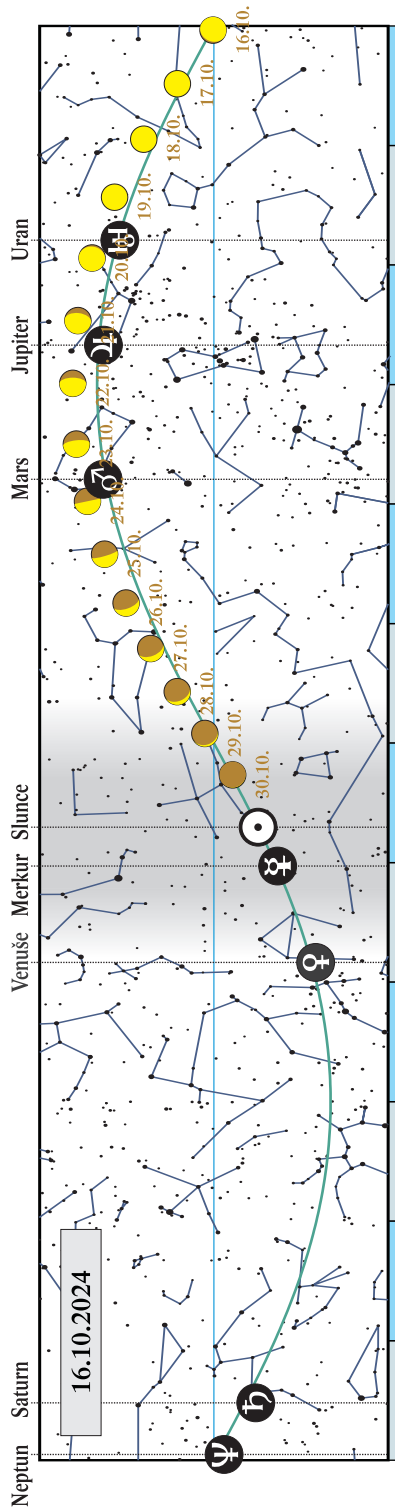 Neptun
Saturn
Venuše
Merkur
Slunce
Mars
Jupiter
Uran
16.10.2024
30.10.
29.10.
28.10.
27.10.
26.10.
25.10.
24.10.
23.10.
22.10.
21.10.
20.10.
19.10.
18.10.
17.10.
16.10.